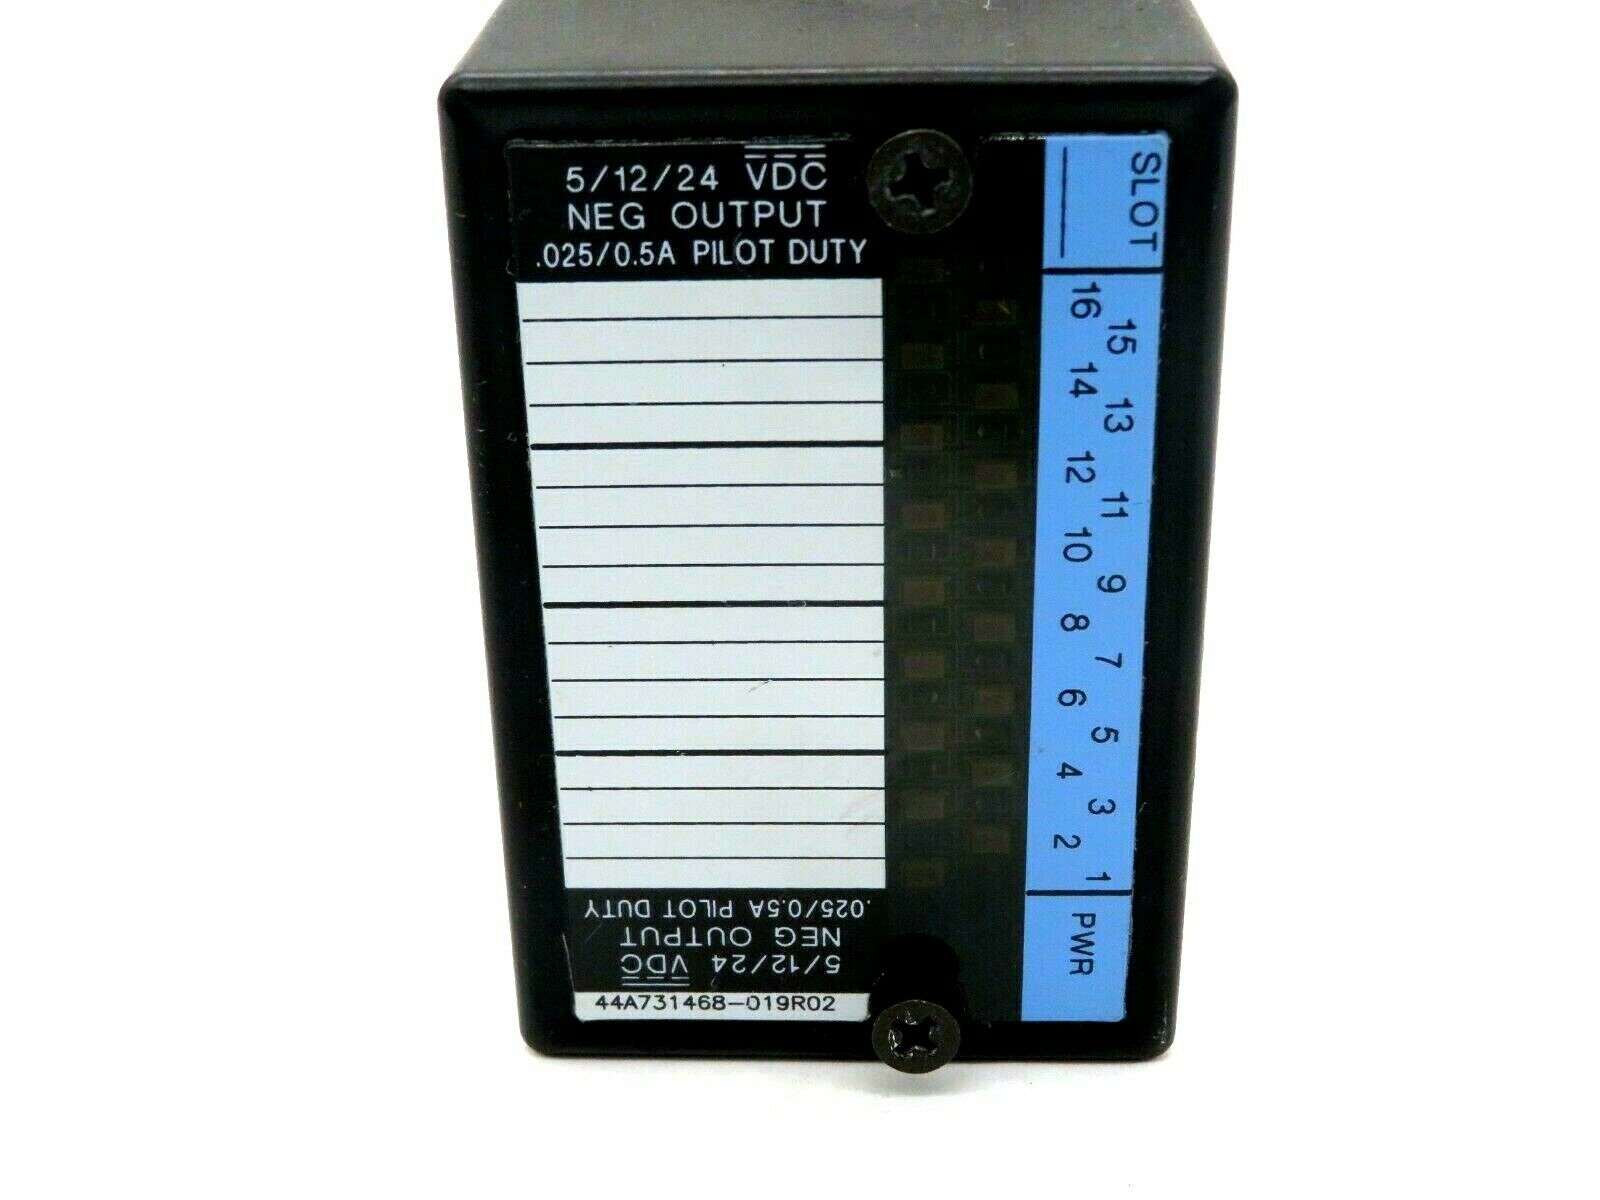 5/12/24 VDC
NEG OUTPUT
.025/0.5A PILOT DUTY
SLOT
16
15
14
13
12
11
10
9
8
7
6
5
4
3
2
1
PWR
.025/0.5A PILOT DUTY
NEG OUTPUT
5/12/24 VDC
44A731468-019R02